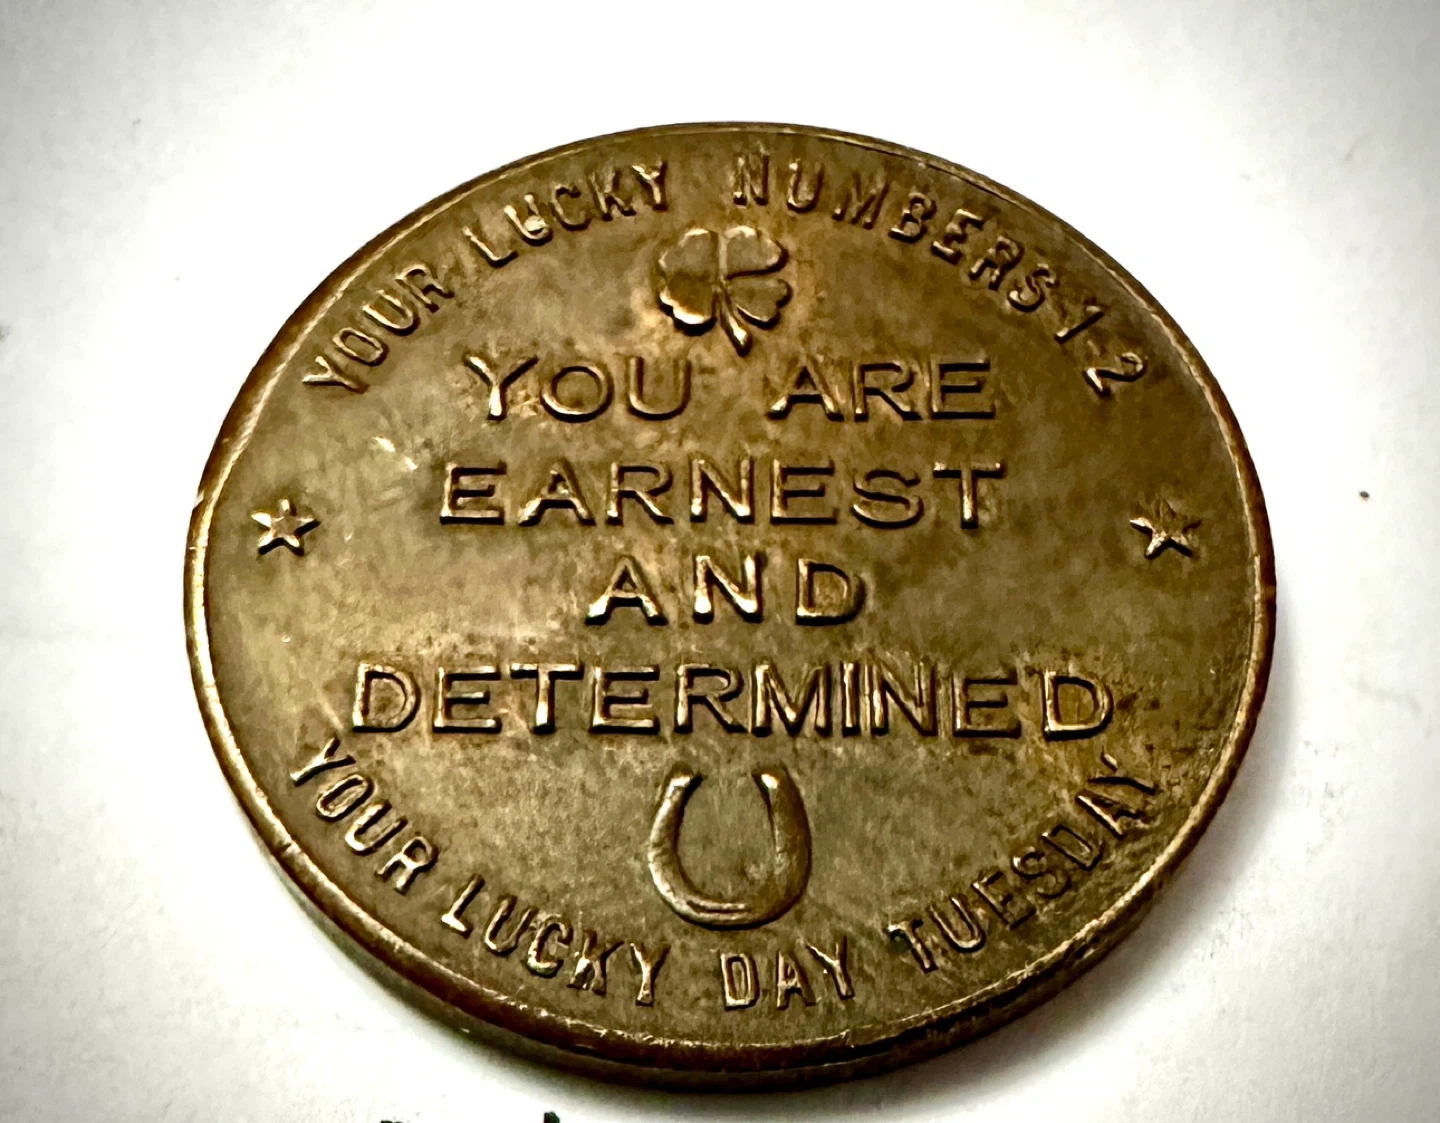 YOUR LUCKY NUMBERS 1-2
YOU ARE
EARNEST
AND
DETERMINED
YOUR LUCKY DAY TUESDAY